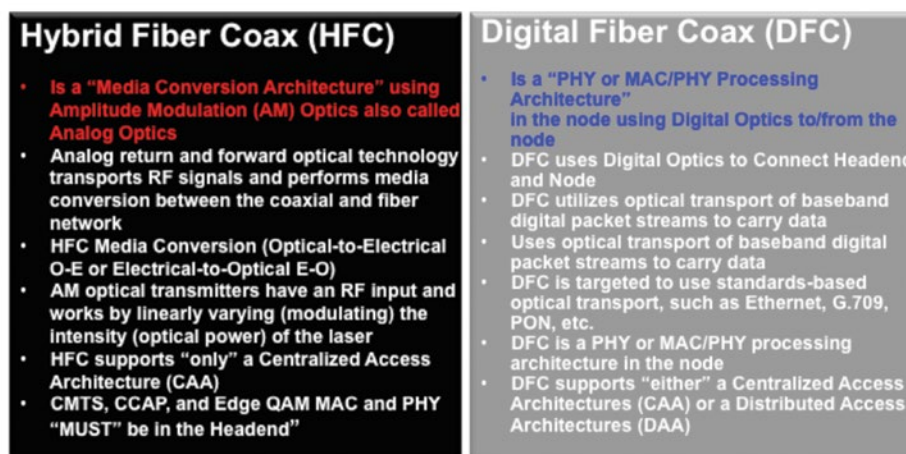 Hybrid Fiber Coax (HFC)
• Is a “Media Conversion Architecture” using
Amplitude Modulation (AM) Optics also called
Analog Optics
• Analog return and forward optical technology
transports RF signals and performs media
conversion between the coaxial and fiber
network
• HFC Media Conversion (Optical-to-Electrical
O-E or Electrical-to-Optical E-O)
• AM optical transmitters have an RF input and
works by linearly varying (modulating) the
intensity (optical power) of the laser
• HFC supports “only” a Centralized Access
Architecture (CAA)
• CMTS, CCAP, and Edge QAM MAC and PHY
“MUST” be in the Headend”
Digital Fiber Coax (DFC)
• Is a “PHY or MAC/PHY Processing
Architecture”
in the node using Digital Optics to/from the
node
• DFC uses Digital Optics to Connect Headend
and Node
• DFC utilizes optical transport of baseband
digital packet streams to carry data
• Uses optical transport of baseband digital
packet streams to carry data
• DFC is targeted to use standards-based
optical transport, such as Ethernet, G.709,
PON, etc.
• DFC is a PHY or MAC/PHY processing
architecture in the node
• DFC supports “either” a Centralized Access
Architectures (CAA) or a Distributed Access
Architectures (DAA)